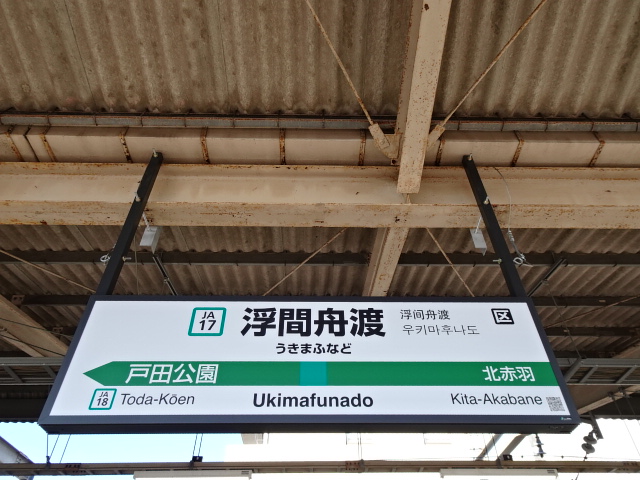 JA
17
浮間舟渡
うきまふなど
浮间舟渡
우키마후나도
区
戸田公園
北赤羽
JA
18
Toda-Kōen
Ukimafunado
Kita-Akabane